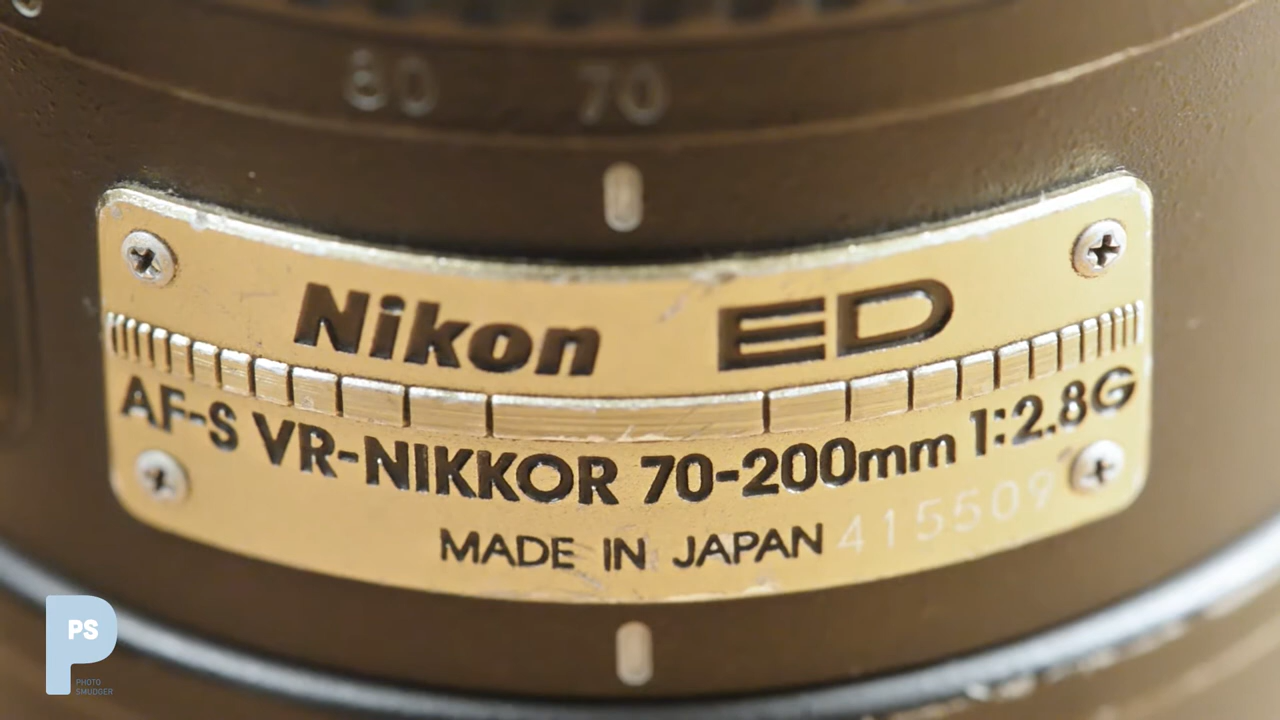 80 70
Nikon ED
AF-S VR-NIKKOR 70-200mm 1:2.8G
MADE IN JAPAN 415509
PS
PHOTO
SMUDGER